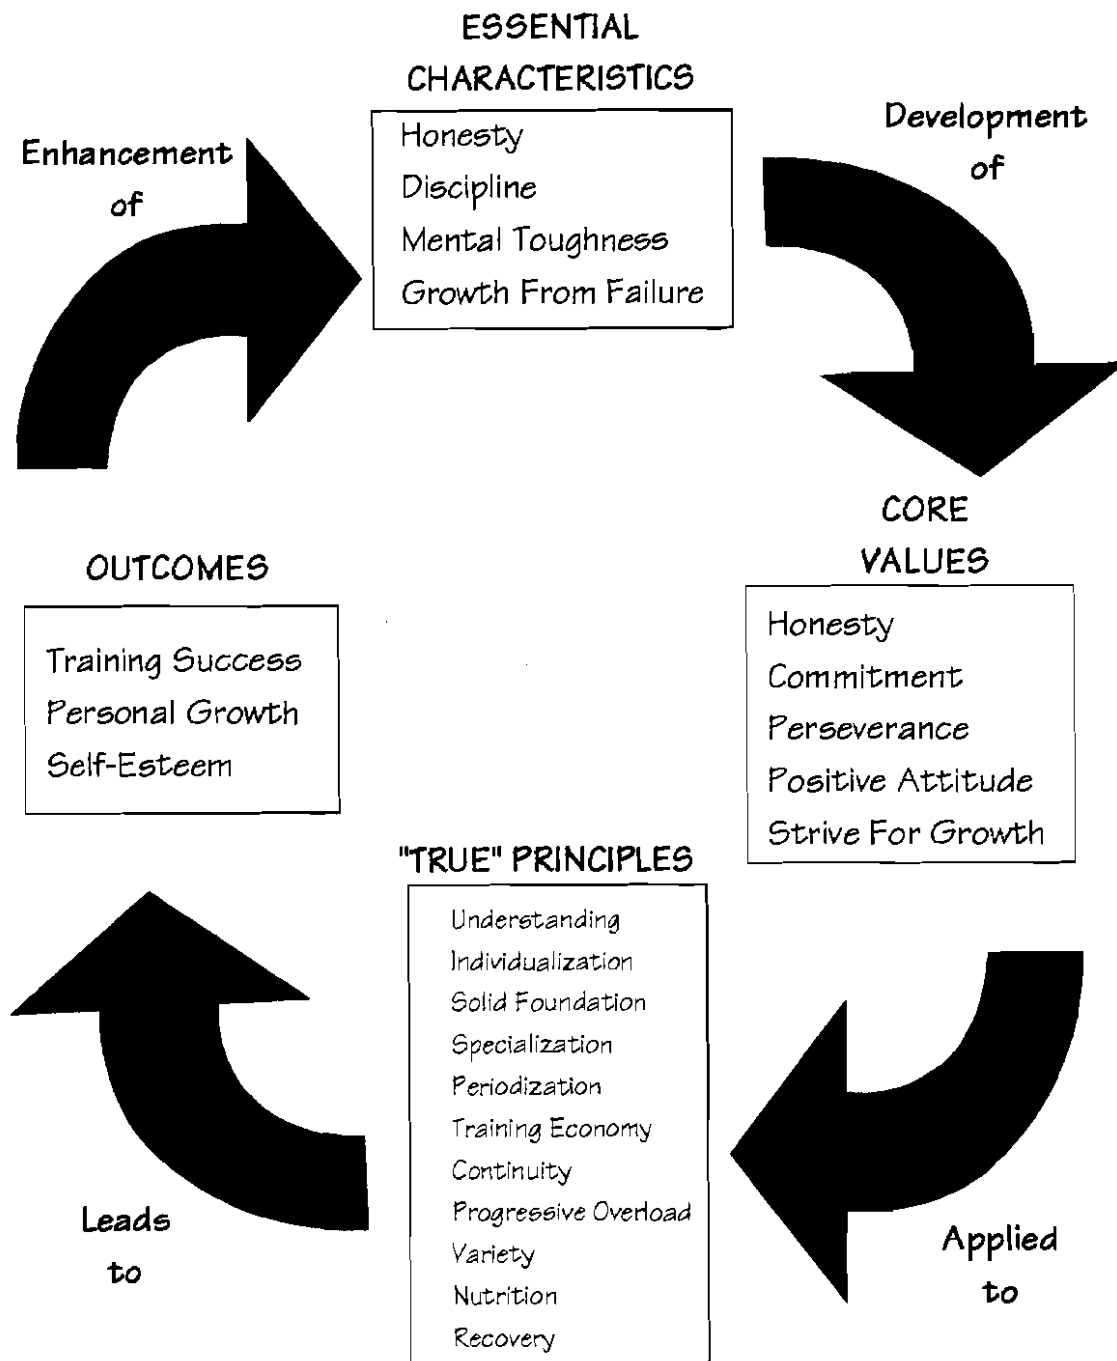 ESSENTIAL
CHARACTERISTICS
Honesty
Discipline
Mental Toughness
Growth From Failure
Development
of
CORE
VALUES
Honesty
Commitment
Perseverance
Positive Attitude
Strive For Growth
Applied
to
"TRUE" PRINCIPLES
Understanding
Individualization
Solid Foundation
Specialization
Periodization
Training Economy
Continuity
Progressive Overload
Variety
Nutrition
Recovery
Leads
to
OUTCOMES
Training Success
Personal Growth
Self-Esteem
Enhancement
of